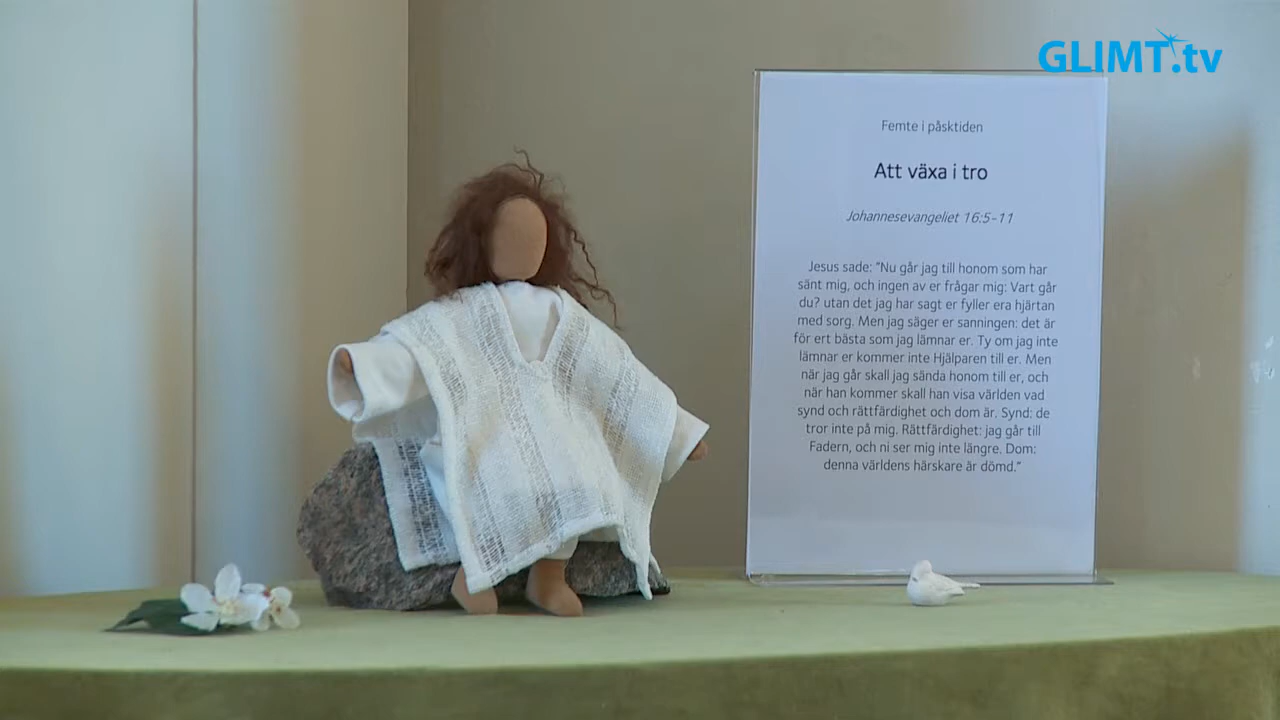 GLIMT.tv
Femte i påsktiden
Att växa i tro
Johannesevangeliet 16:5-11
Jesus sade: "Nu går jag till honom som har
sänt mig, och ingen av er frågar mig: Vart går
du? utan det jag har sagt er fyller era hjärtan
med sorg. Men jag säger er sanningen: det är
för ert bästa som jag lämnar er. Ty om jag inte
lämnar er kommer inte Hjälparen till er. Men
när jag går skall jag sända honom till er, och
när han kommer skall han visa världen vad
synd och rättfärdighet och dom är. Synd: de
tror inte på mig. Rättfärdighet: jag går till
Fadern, och ni ser mig inte längre. Dom:
denna världens härskare är dömd."